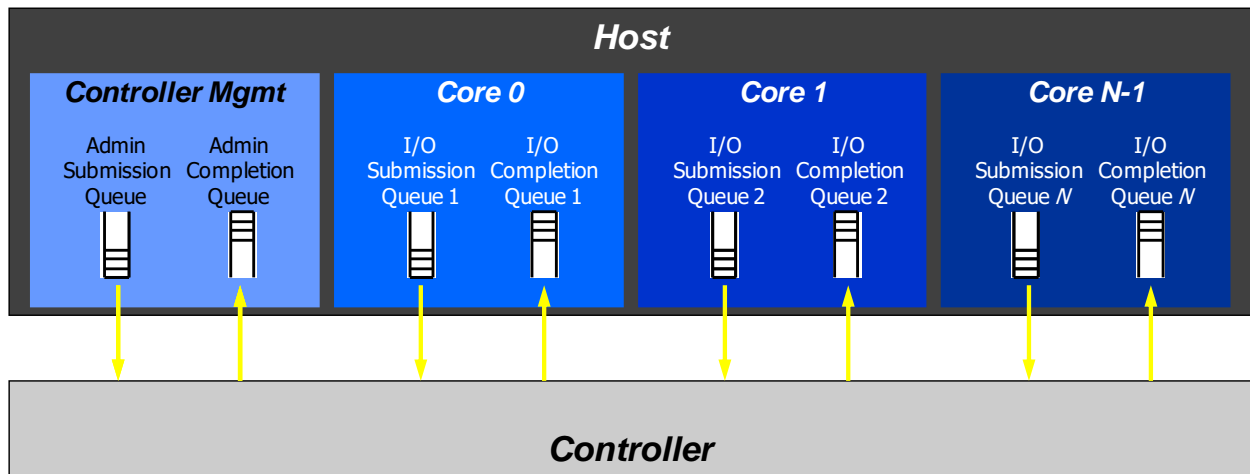 Host
Controller Mgmt
Admin
Submission
Queue
Admin
Completion
Queue
Core 0
I/O
Submission
Queue 1
I/O
Completion
Queue 1
Core 1
I/O
Submission
Queue 2
I/O
Completion
Queue 2
Core N-1
I/O
Submission
Queue N
I/O
Completion
Queue N
Controller